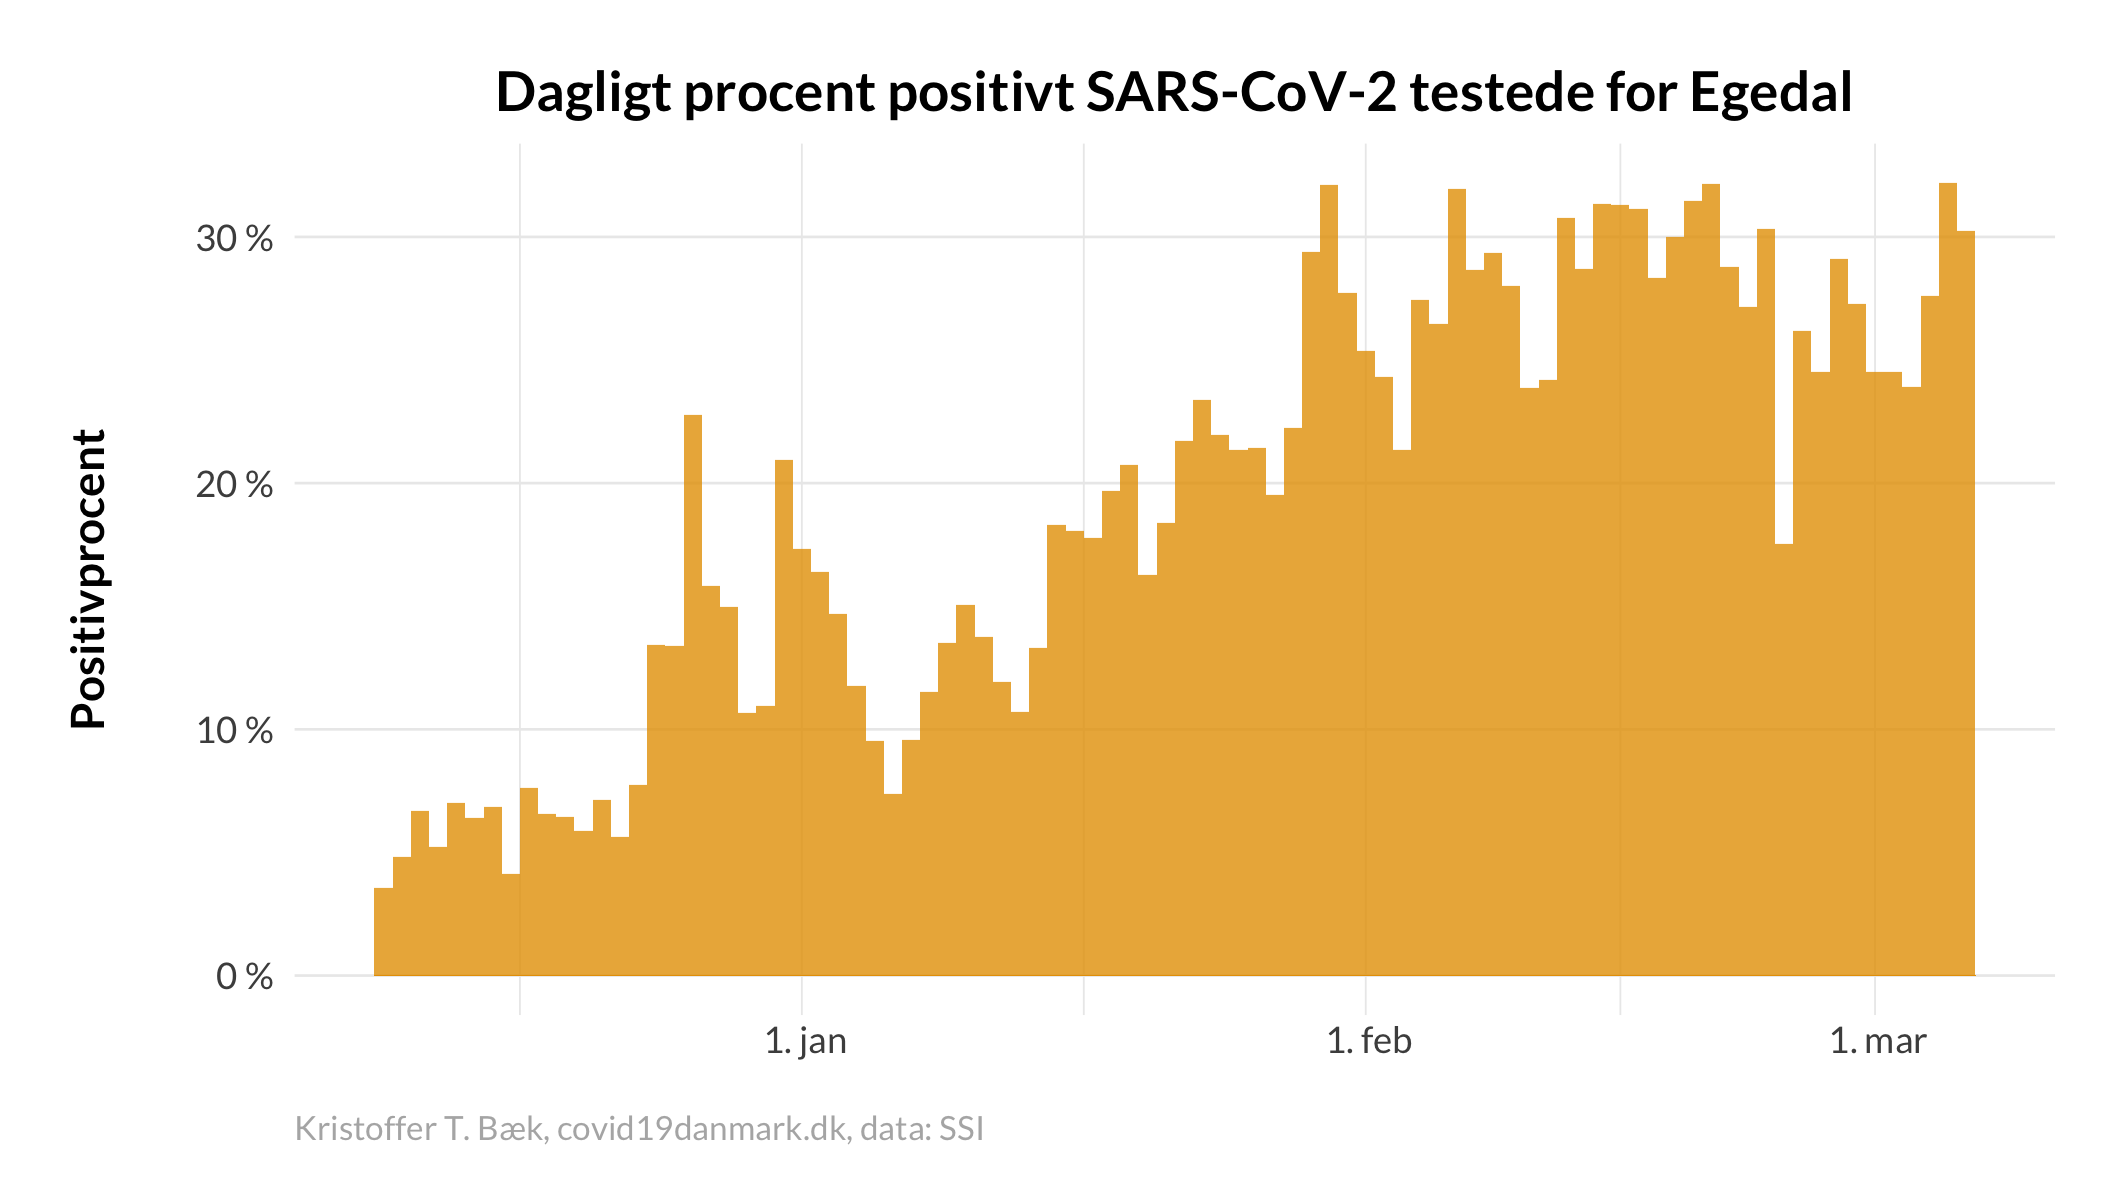 Dagligt procent positivt SARS-CoV-2 testede for Egedal
Positivprocent
30 %
20 %
10 %
0 %
1. jan
1. feb
1. mar
Kristoffer T. Bæk, covid19danmark.dk, data: SSI